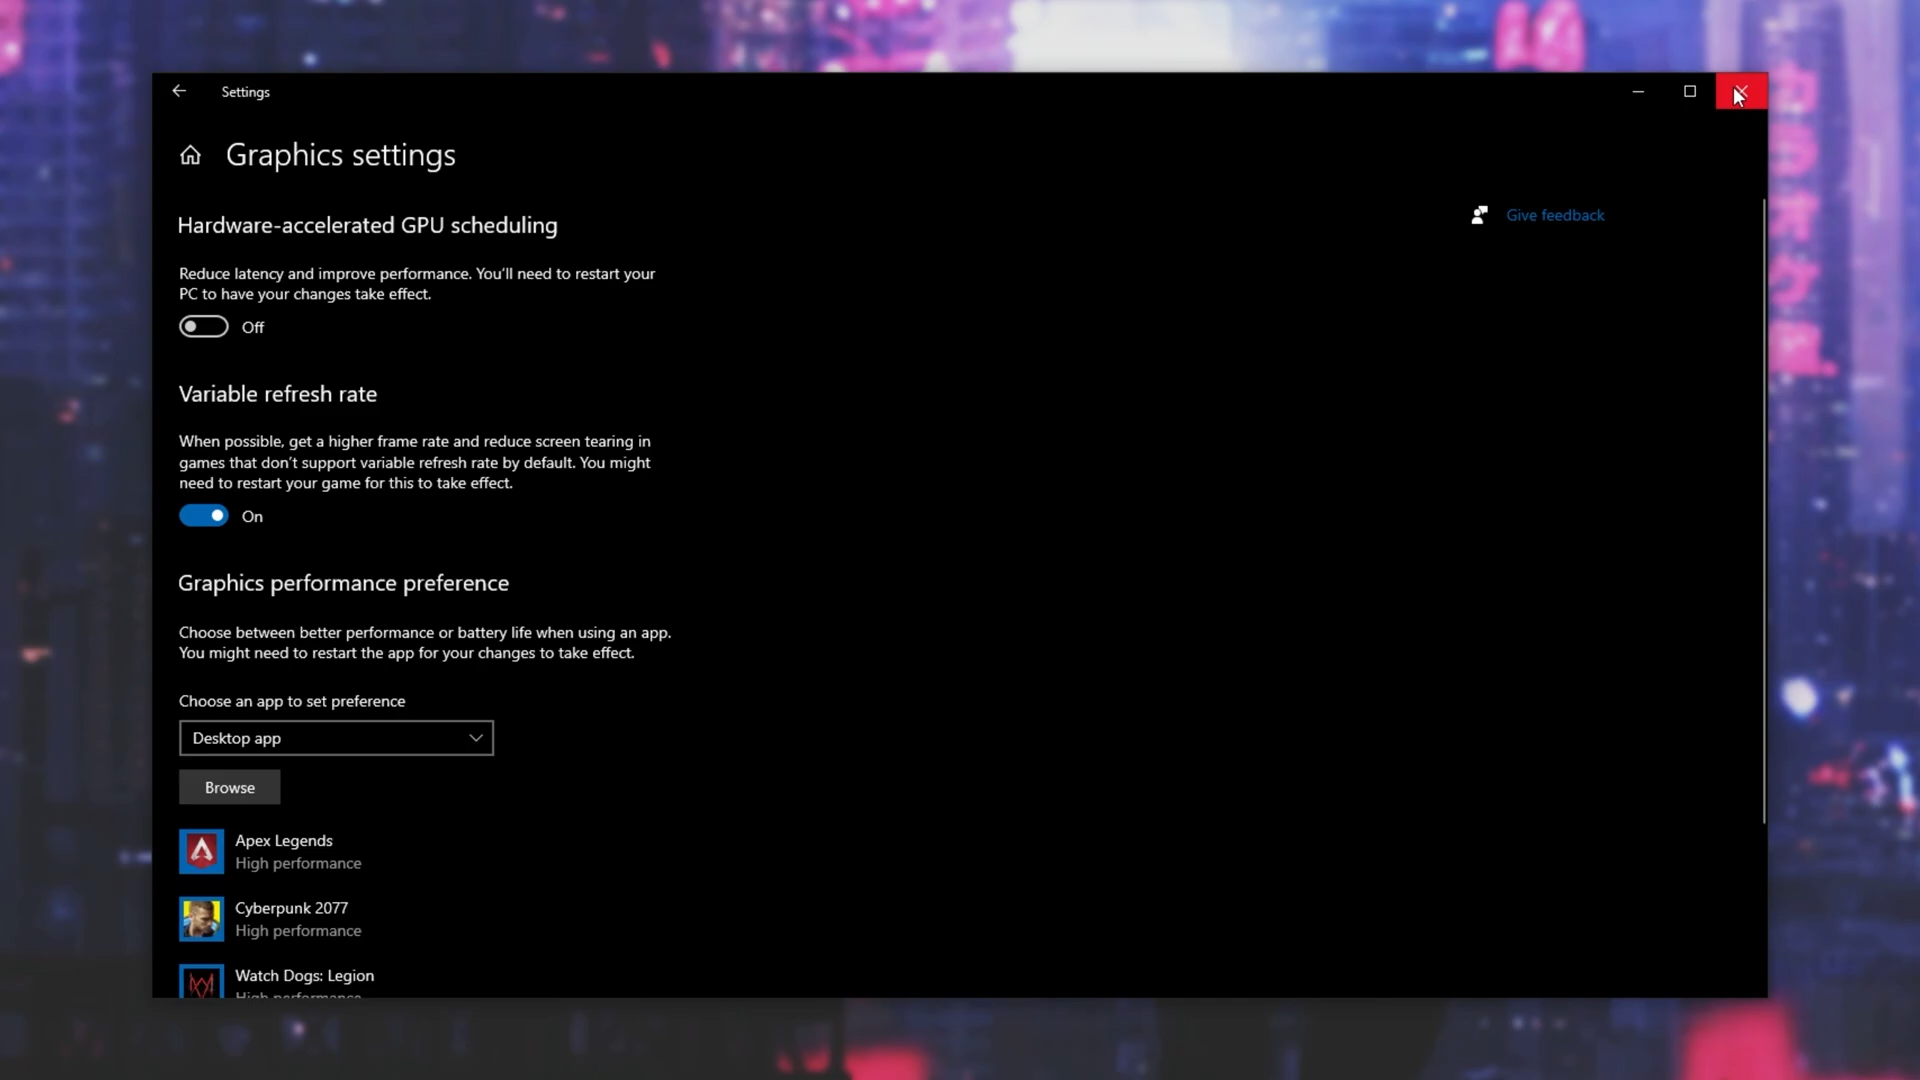 Settings
Graphics settings
Give feedback
Hardware-accelerated GPU scheduling
Reduce latency and improve performance. You'll need to restart your
PC to have your changes take effect.
Off
Variable refresh rate
When possible, get a higher frame rate and reduce screen tearing in
games that don't support variable refresh rate by default. You might
need to restart your game for this to take effect.
On
Graphics performance preference
Choose between better performance or battery life when using an app.
You might need to restart the app for your changes to take effect.
Choose an app to set preference
Desktop app
Browse
Apex Legends
High performance
Cyberpunk 2077
High performance
Watch Dogs: Legion
High performance